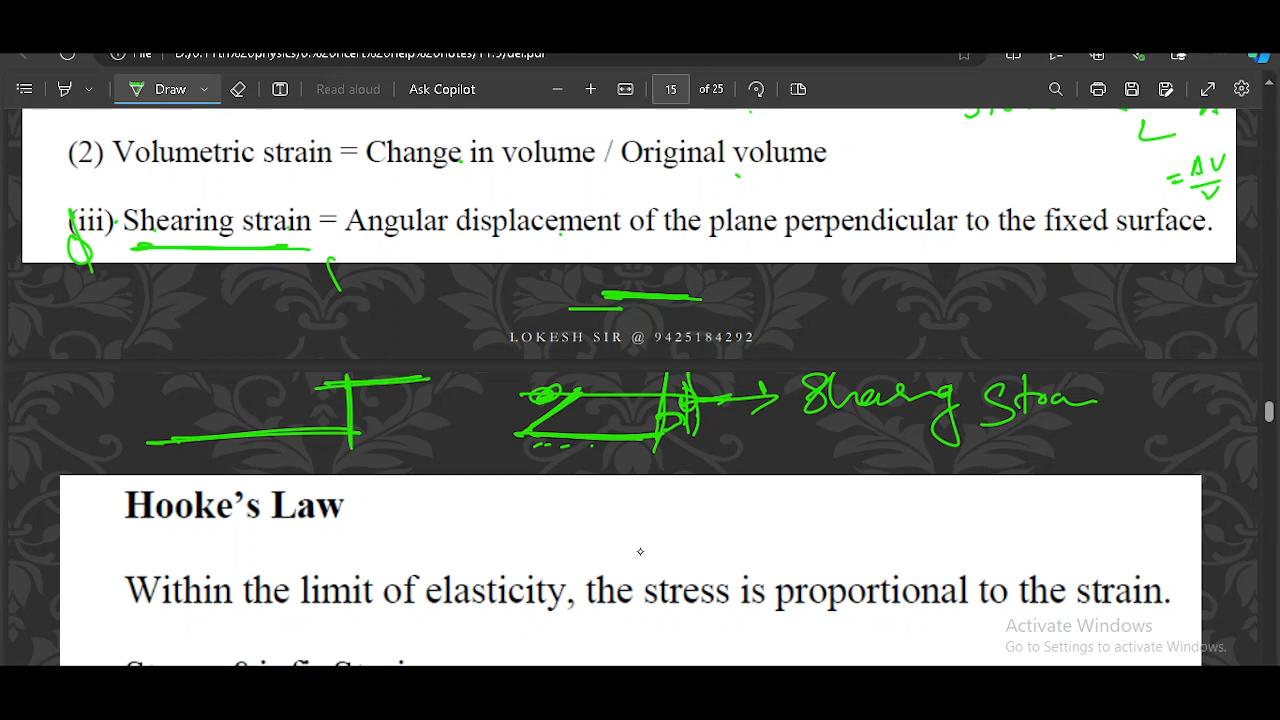 Draw
Read aloud
Ask Copilot
15 of 25
(2) Volumetric strain = Change in volume / Original volume
L
= ΔV/V
(iii) Shearing strain = Angular displacement of the plane perpendicular to the fixed surface.
LOKESH SIR @ 9425184292
Hooke's Law
Within the limit of elasticity, the stress is proportional to the strain.
Activate Windows
Go to Settings to activate Windows.